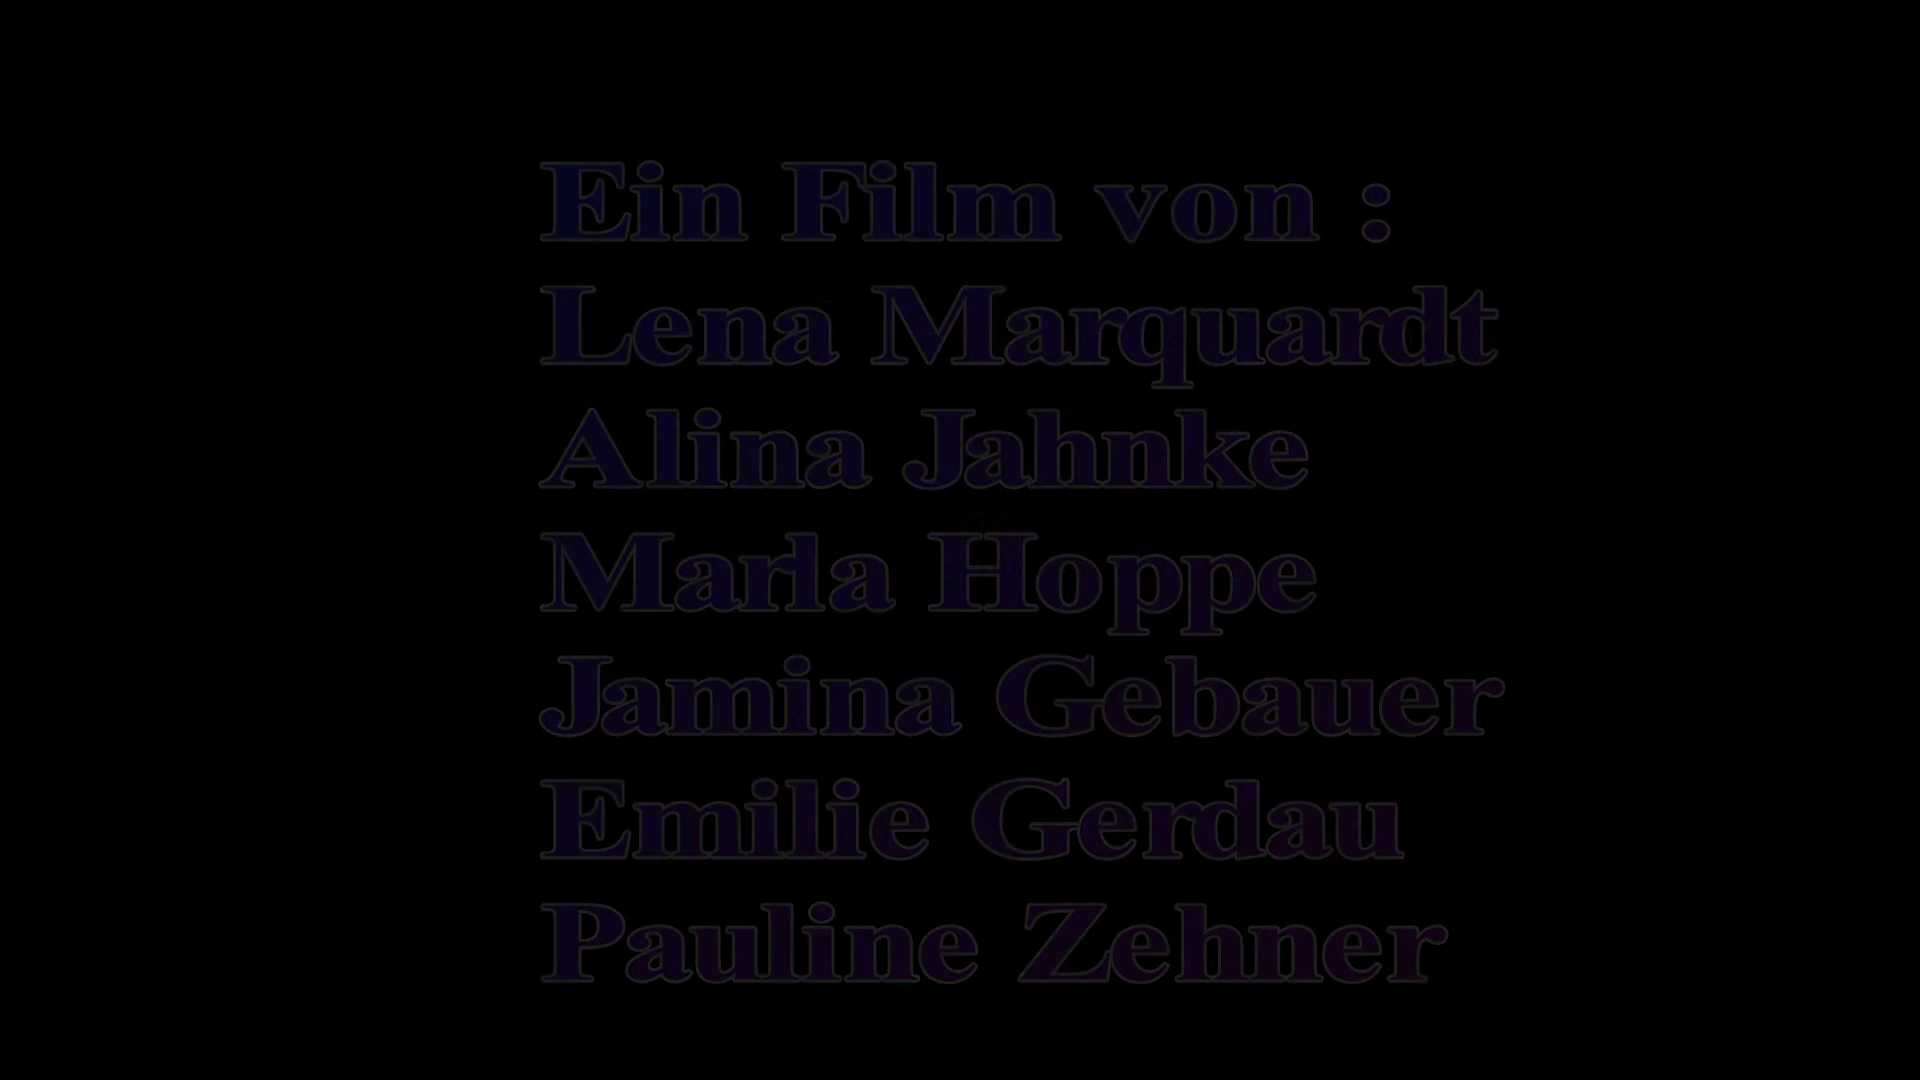 Ein Film von :
Lena Marquardt
Alina Jahnke
Marla Hoppe
Jamina Gebauer
Emilie Gerdau
Pauline Zehner